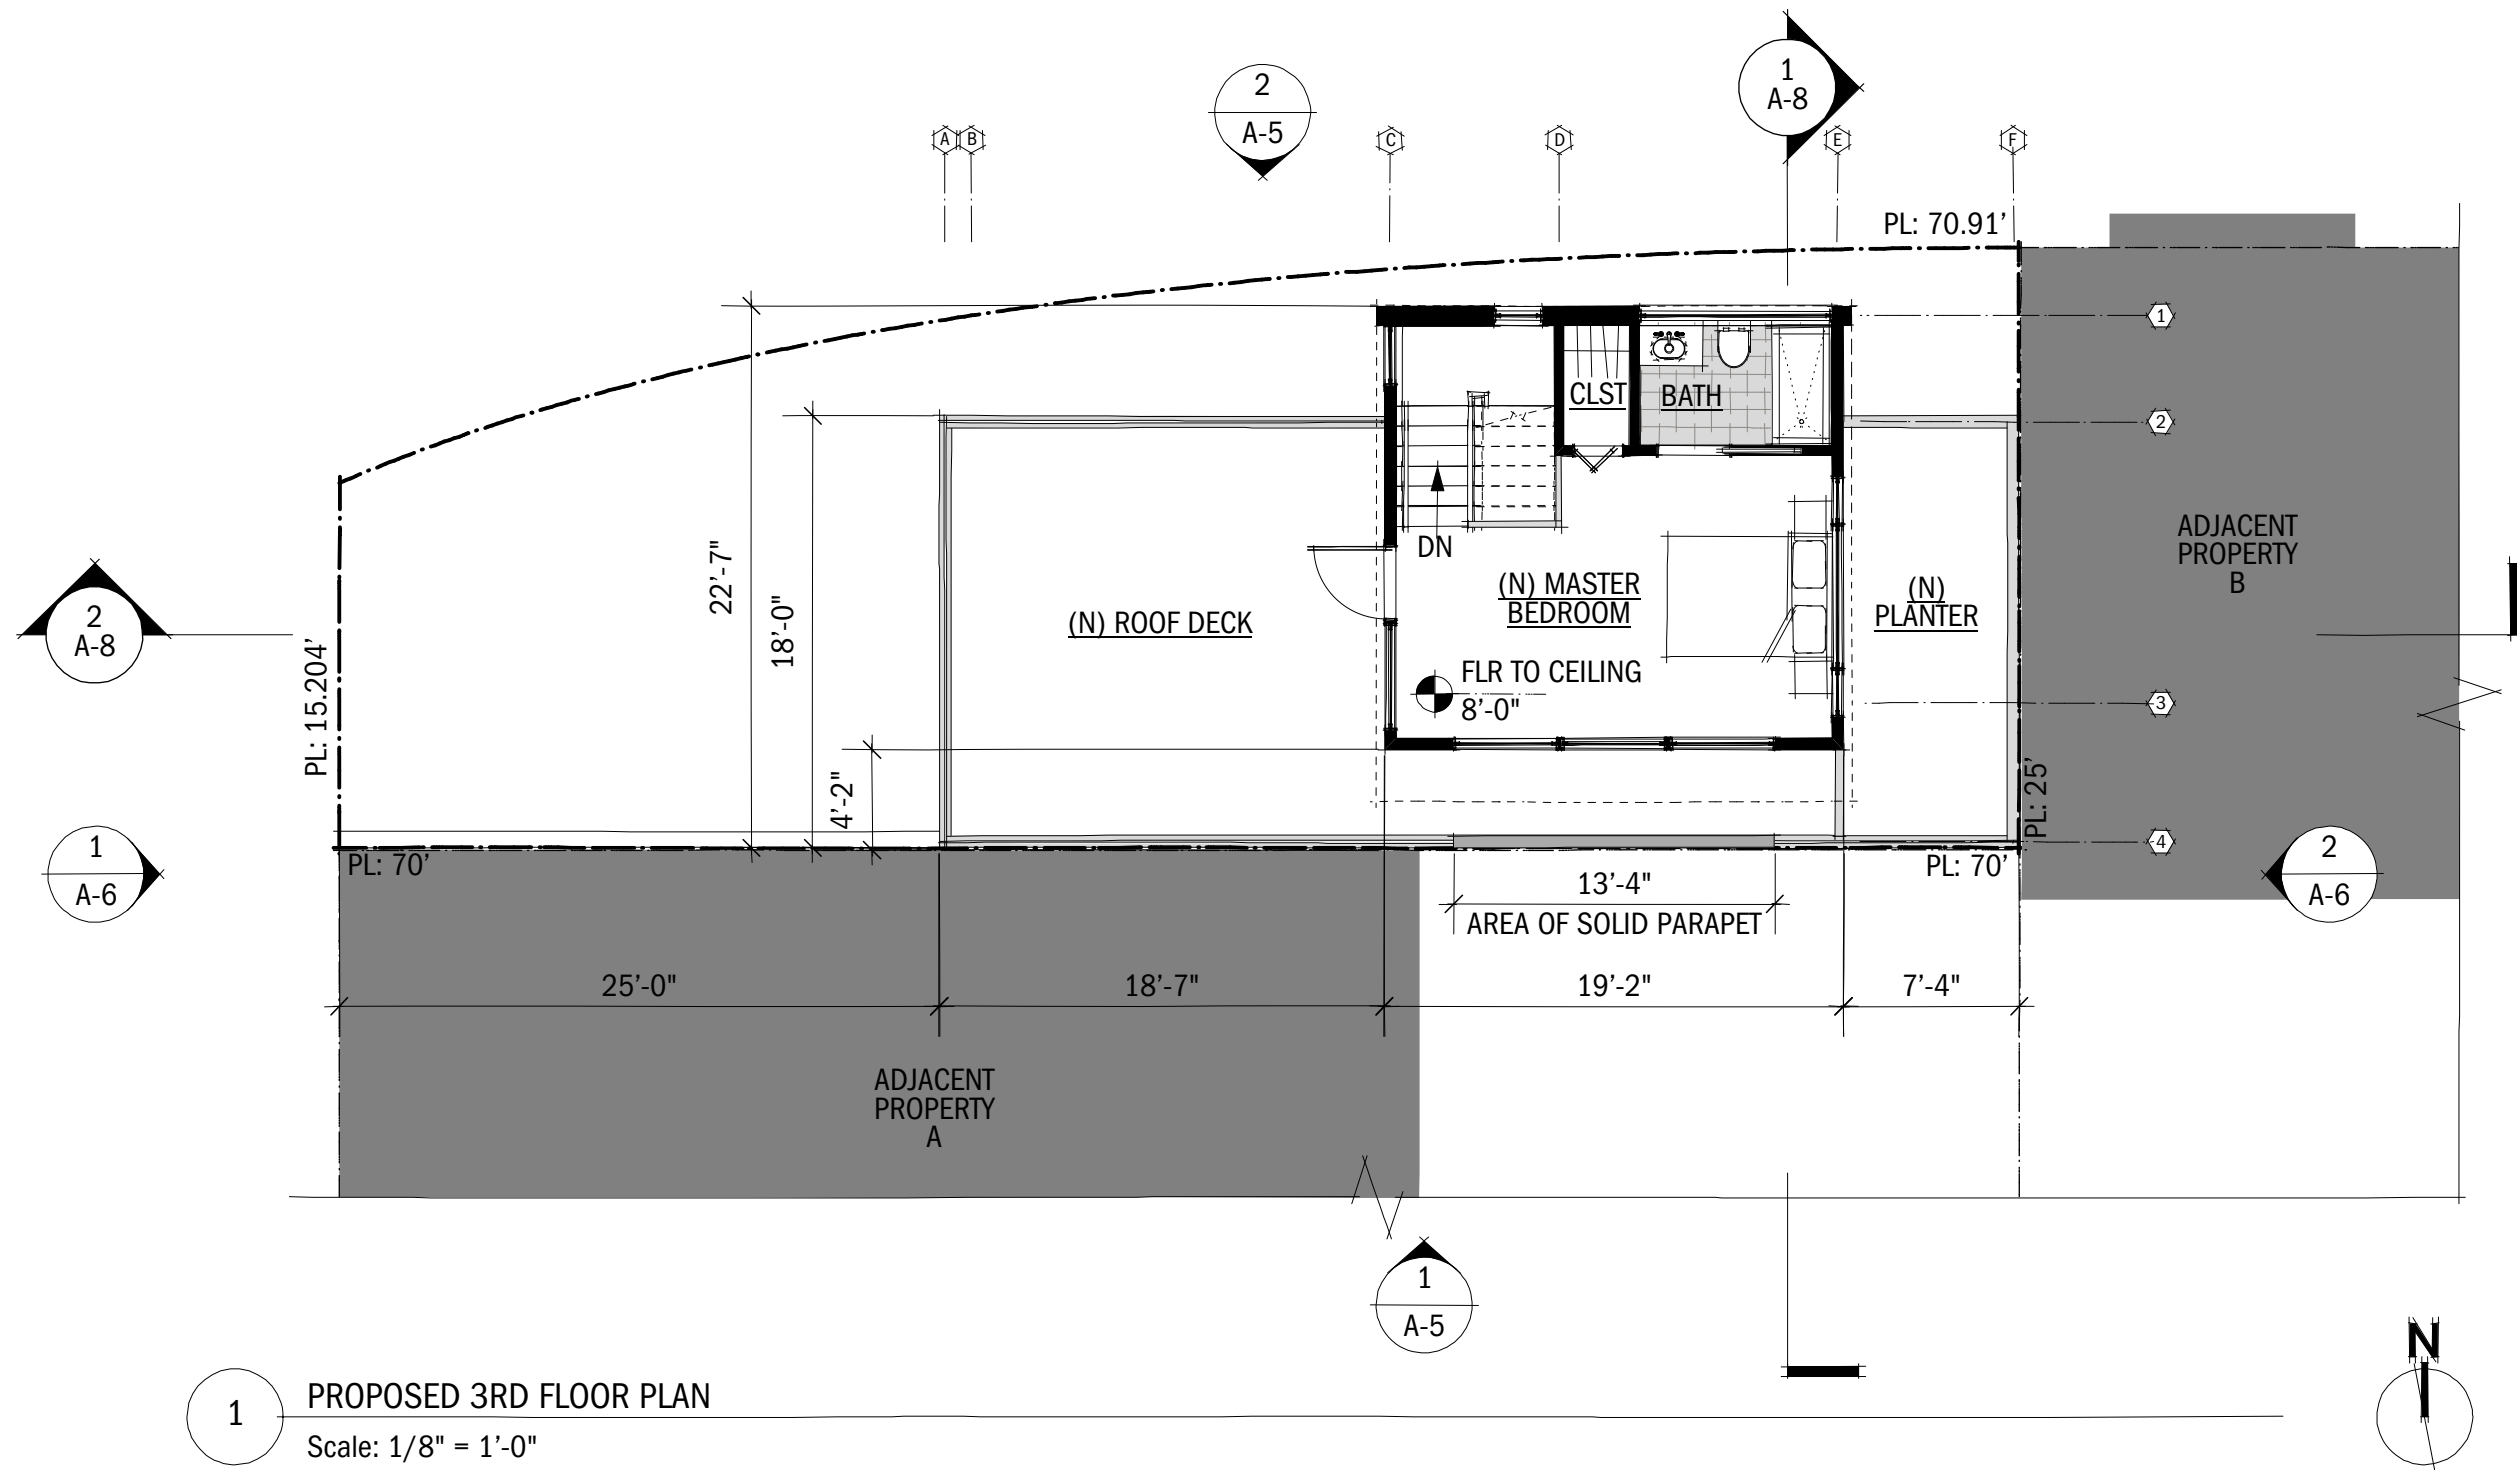 2
A-5
1
A-8
A
B
C
D
E
F
PL: 70.91’
1
CLST
BATH
2
22’-7"
18’-0"
ADJACENT
PROPERTY
B
DN
(N) MASTER
BEDROOM
(N)
PLANTER
(N) ROOF DECK
2
A-8
PL: 15.204’
FLR TO CEILING
8’-0"
3
4’-2"
PL: 25’
1
A-6
4
2
A-6
PL: 70’
PL: 70’
13’-4"
AREA OF SOLID PARAPET
25’-0"
18’-7"
19’-2"
7’-4"
ADJACENT
PROPERTY
A
1
A-5
N
1
PROPOSED 3RD FLOOR PLAN
Scale: 1/8" = 1’-0"